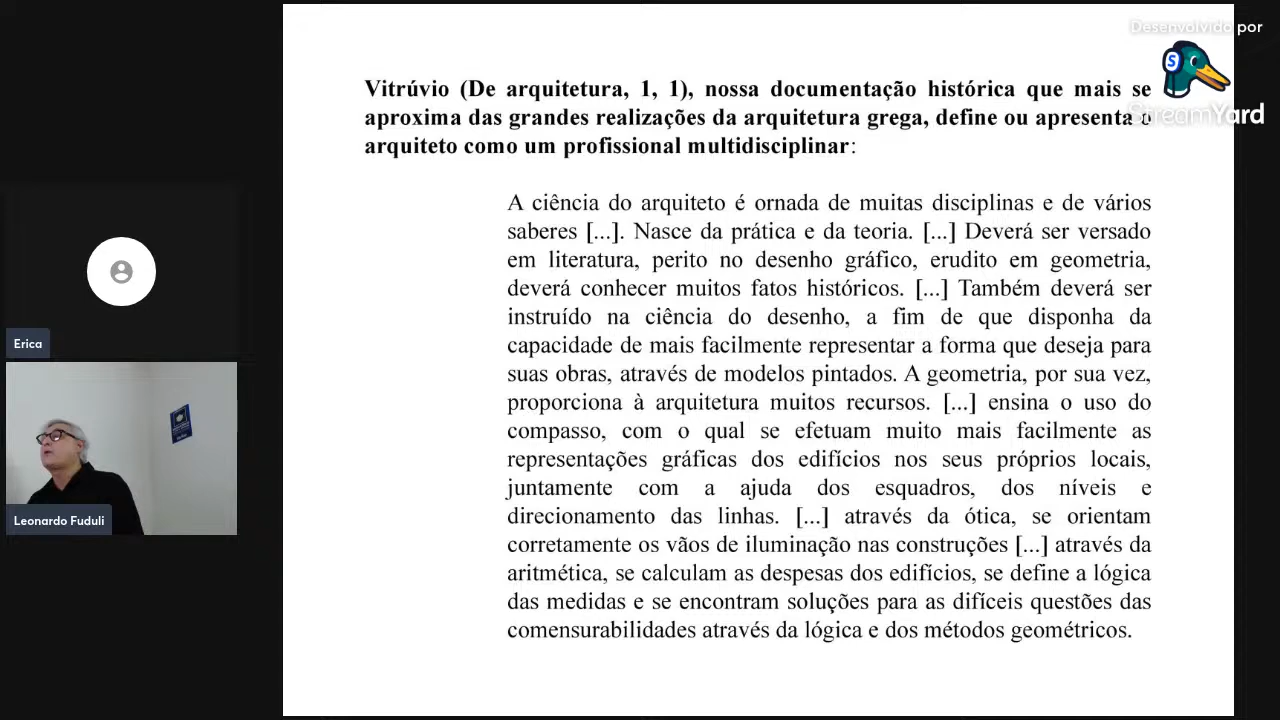 Desenvolvido por
StreamYard
Vitrúvio (De arquitetura, 1, 1), nossa documentação histórica que mais se
aproxima das grandes realizações da arquitetura grega, define ou apresenta o
arquiteto como um profissional multidisciplinar:
A ciência do arquiteto é ornada de muitas disciplinas e de vários
saberes [...]. Nasce da prática e da teoria. [...] Deverá ser versado
em literatura, perito no desenho gráfico, erudito em geometria,
deverá conhecer muitos fatos históricos. [...] Também deverá ser
instruído na ciência do desenho, a fim de que disponha da
capacidade de mais facilmente representar a forma que deseja para
suas obras, através de modelos pintados. A geometria, por sua vez,
proporciona à arquitetura muitos recursos. [...] ensina o uso do
compasso, com o qual se efetuam muito mais facilmente as
representações gráficas dos edifícios nos seus próprios locais,
juntamente com a ajuda dos esquadros, dos níveis e
direcionamento das linhas. [...] através da ótica, se orientam
corretamente os vãos de iluminação nas construções [...] através da
aritmética, se calculam as despesas dos edifícios, se define a lógica
das medidas e se encontram soluções para as difíceis questões das
comensurabilidades através da lógica e dos métodos geométricos.
Erica
Leonardo Fuduli